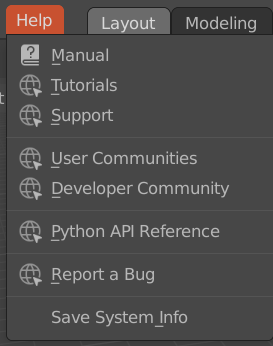 Help Layout Modeling
Manual
Tutorials
Support
User Communities
Developer Community
Python API Reference
Report a Bug
Save System Info